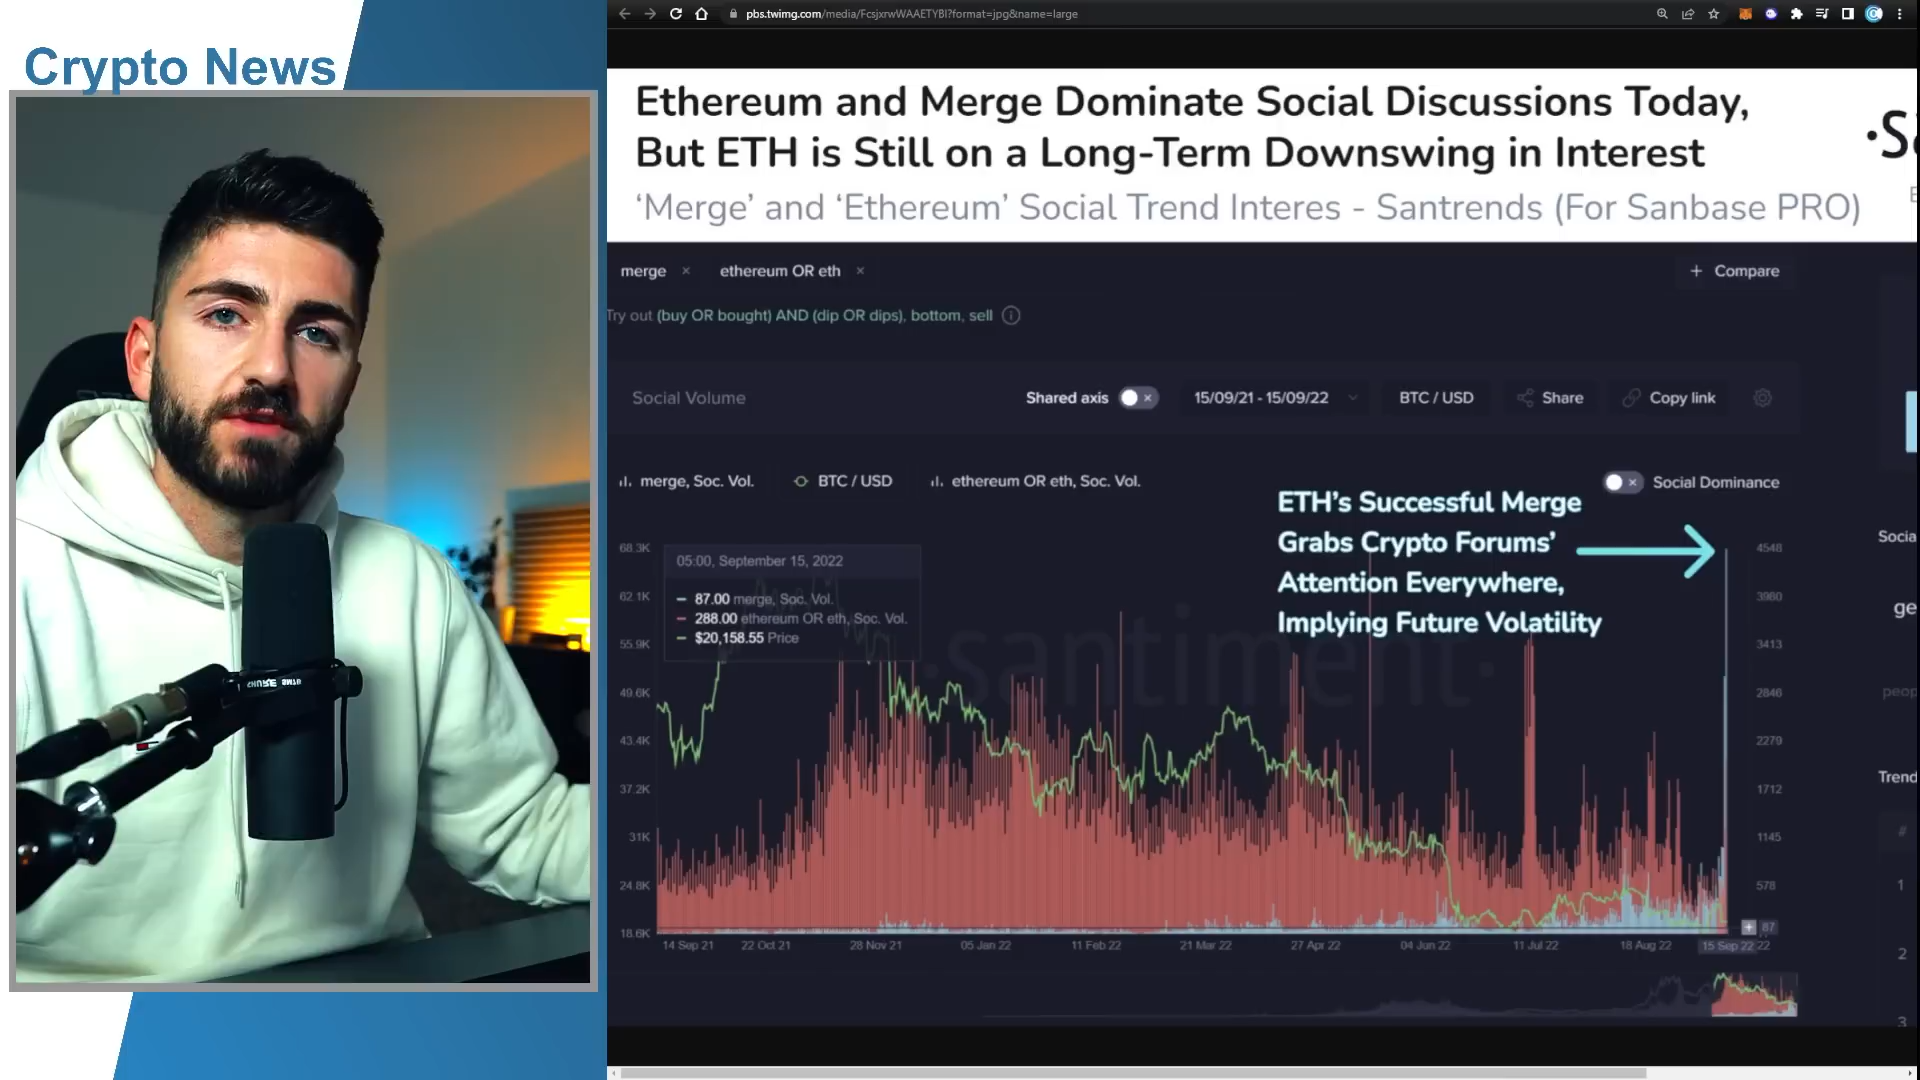 Crypto News
pbs.twimg.com/media/FcsjxrwWAAETYBI?format=jpg&name=large
Ethereum and Merge Dominate Social Discussions Today,
But ETH is Still on a Long-Term Downswing in Interest
'Merge' and 'Ethereum' Social Trend Interes - Santrends (For Sanbase PRO)
merge × ethereum OR eth ×
+ Compare
Try out (buy OR bought) AND (dip OR dips), bottom, sell
Social Volume
Shared axis
15/09/21 - 15/09/22
BTC / USD
Share
Copy link
merge, Soc. Vol.
BTC / USD
ethereum OR eth, Soc. Vol.
Social Dominance
ETH's Successful Merge
Grabs Crypto Forums'
Attention Everywhere,
Implying Future Volatility
05:00, September 15, 2022
87.00 merge, Soc. Vol.
288.00 ethereum OR eth, Soc. Vol.
$20,158.55 Price
·santiment·
68.3K
62.1K
55.9K
49.6K
43.4K
37.2K
31K
24.8K
18.6K
4548
3980
3413
2846
2279
1712
1145
578
87
14 Sep 21 22 Oct 21 28 Nov 21 05 Jan 22 11 Feb 22 21 Mar 22 27 Apr 22 04 Jun 22 11 Jul 22 18 Aug 22 15 Sep 22 22
Socia
ge
peop
Trend
#
1
2
3
SHURE SM7B